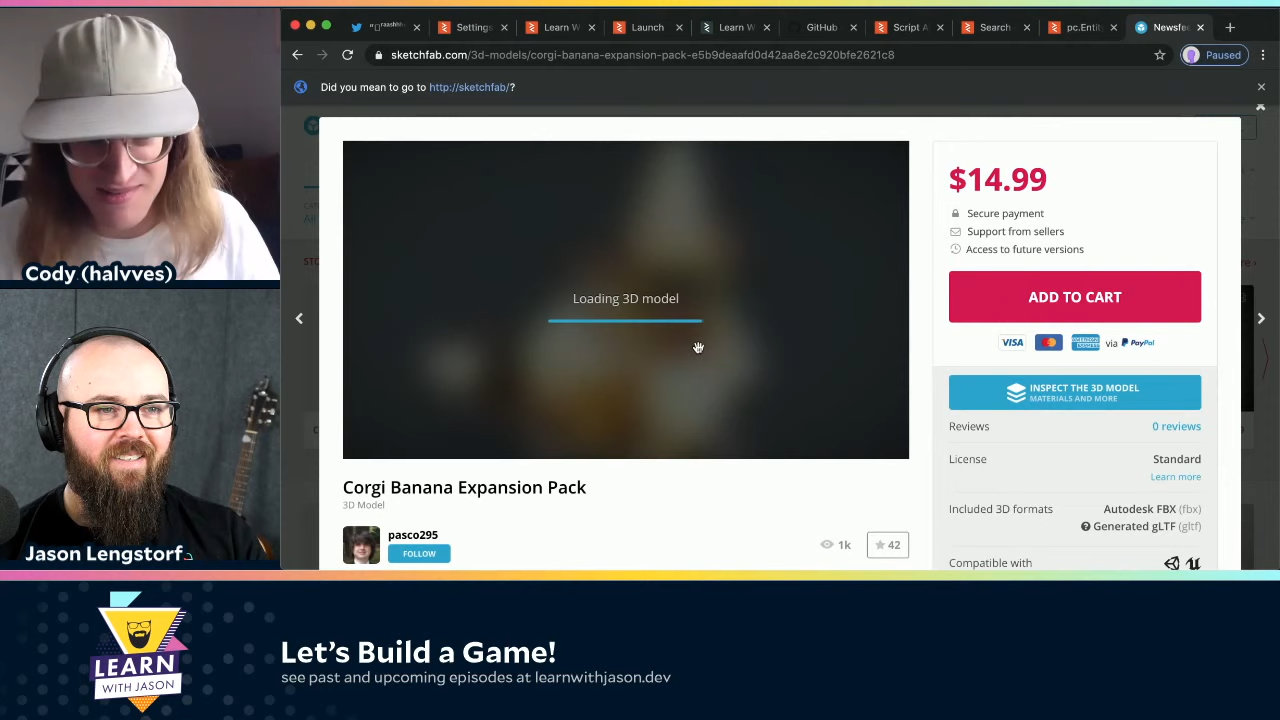 Settings
Learn W
Launch
Learn W
GitHub
Script A
Search
pc.Entit
Newsfee
sketchfab.com/3d-models/corgi-banana-expansion-pack-e5b9deaafd0d42aa8e2c920bfe2621c8
Paused
Did you mean to go to http://sketchfab/?
Loading 3D model
$14.99
Secure payment
Support from sellers
Access to future versions
ADD TO CART
VISA
via PayPal
INSPECT THE 3D MODEL
MATERIALS AND MORE
Reviews
0 reviews
License
Standard
Learn more
Included 3D formats
Autodesk FBX (fbx)
Generated glTF (gltf)
Compatible with
Corgi Banana Expansion Pack
3D Model
pasco295
FOLLOW
1k
42
Cody (halvves)
Jason Lengstorf
LEARN
WITH JASON
Let's Build a Game!
see past and upcoming episodes at learnwithjason.dev